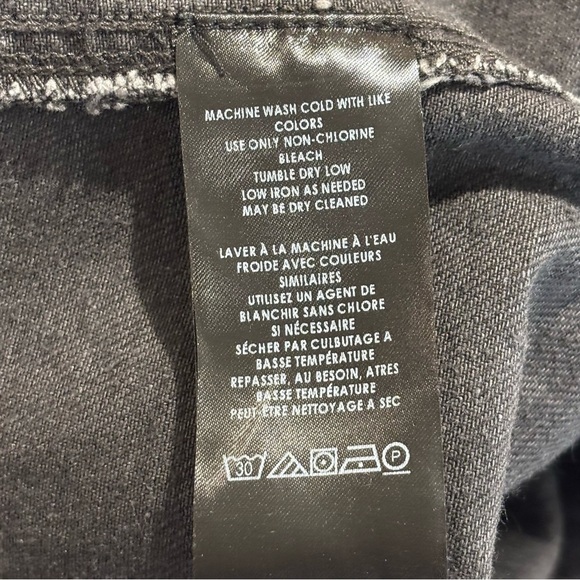 MACHINE WASH COLD WITH LIKE
COLORS
USE ONLY NON-CHLORINE
BLEACH
TUMBLE DRY LOW
LOW IRON AS NEEDED
MAY BE DRY CLEANED
LAVER À LA MACHINE À L'EAU
FROIDE AVEC COULEURS
SIMILAIRES
UTILISEZ UN AGENT DE
BLANCHIR SANS CHLORE
SI NÉCESSAIRE
SÉCHER PAR CULBUTAGE A
BASSE TEMPÉRATURE
REPASSER, AU BESOIN, ATRES
BASSE TEMPÉRATURE
PEUT-ÊTRE NETTOYAGE A SEC
30 P